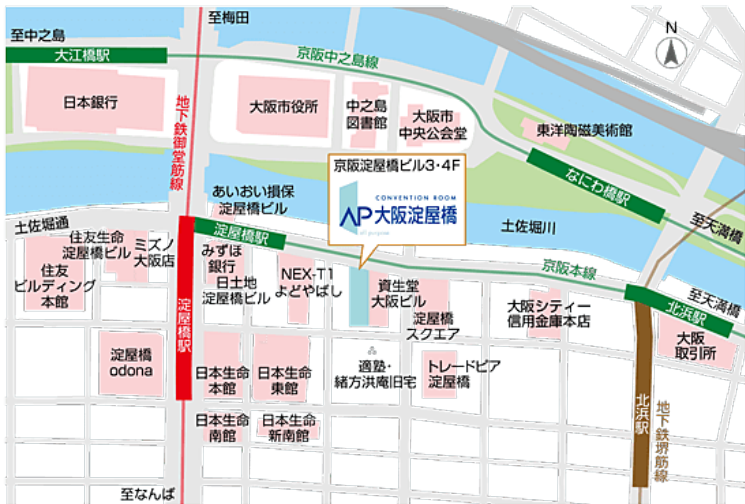 至梅田
至中之島
大江橋駅
京阪中之島線
N
日本銀行
地下鉄御堂筋線
大阪市役所
中之島
図書館
大阪市
中央公会堂
東洋陶磁美術館
京阪淀屋橋ビル3・4F
CONVENTION ROOM
AP大阪淀屋橋
all purpose
なにわ橋駅
至天満橋
あいおい損保
淀屋橋ビル
土佐堀通
淀屋橋駅
土佐堀川
京阪本線
住友生命
淀屋橋ビル
ミズノ
大阪店
みずほ
銀行
日土地
淀屋橋ビル
NEX-T1
よどやばし
資生堂
大阪ビル
淀屋橋
スクエア
大阪シティー
信用金庫本店
至天満橋
北浜駅
大阪
取引所
住友
ビルディング
本館
淀屋橋駅
淀屋橋
odona
日本生命
本館
日本生命
東館
適塾・
緒方洪庵旧宅
トレードピア
淀屋橋
北浜駅
地下鉄堺筋線
日本生命
南館
日本生命
新南館
至なんば